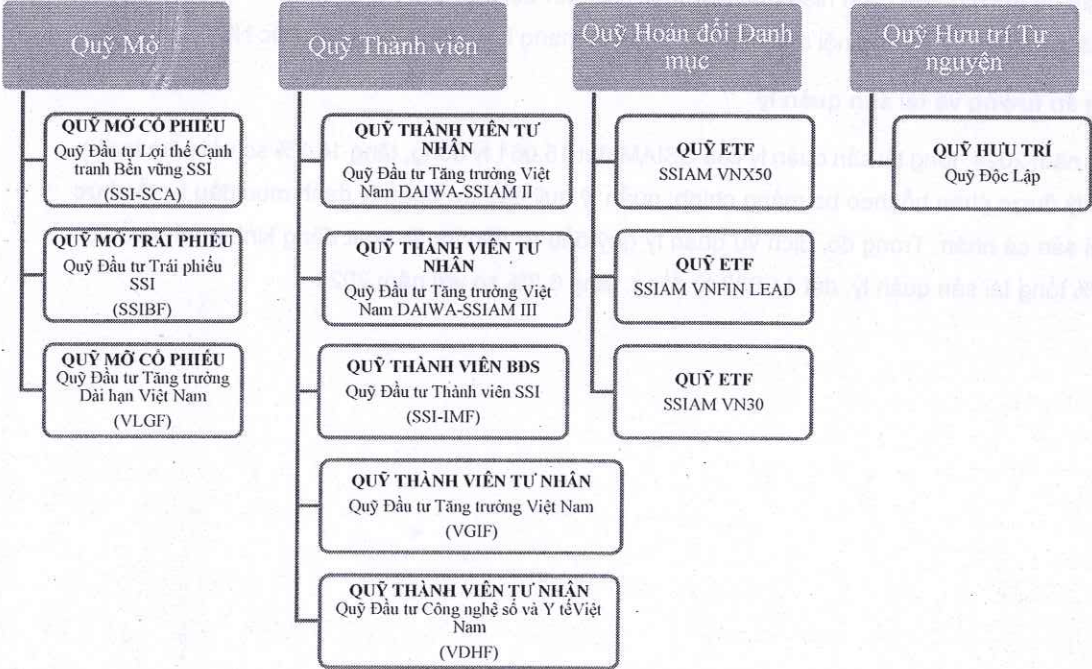 Quỹ Mở
QUỸ MỞ CỔ PHIẾU
Quỹ Đầu tư Lợi thế Cạnh
tranh Bền vững SSI
(SSI-SCA)
QUỸ MỞ TRÁI PHIẾU
Quỹ Đầu tư Trái phiếu
SSI
(SSIBF)
QUỸ MỞ CỔ PHIẾU
Quỹ Đầu tư Tăng trưởng
Dài hạn Việt Nam
(VLGF)
Quỹ Thành viên
QUỸ THÀNH VIÊN TƯ
NHÂN
Quỹ Đầu tư Tăng trưởng Việt
Nam DAIWA-SSIAM II
QUỸ THÀNH VIÊN TƯ
NHÂN
Quỹ Đầu tư Tăng trưởng Việt
Nam DAIWA-SSIAM III
QUỸ THÀNH VIÊN BĐS
Quỹ Đầu tư Thành viên SSI
(SSI-IMF)
QUỸ THÀNH VIÊN TƯ NHÂN
Quỹ Đầu tư Tăng trưởng Việt Nam
(VGIF)
QUỸ THÀNH VIÊN TƯ NHÂN
Quỹ Đầu tư Công nghệ số và Y tếViệt
Nam
(VDHF)
Quỹ Hoán đổi Danh
mục
QUỸ ETF
SSIAM VNX50
QUỸ ETF
SSIAM VNFIN LEAD
QUỸ ETF
SSIAM VN30
Quỹ Hưu trí Tự
nguyện
QUỸ HƯU TRÍ
Quỹ Độc Lập